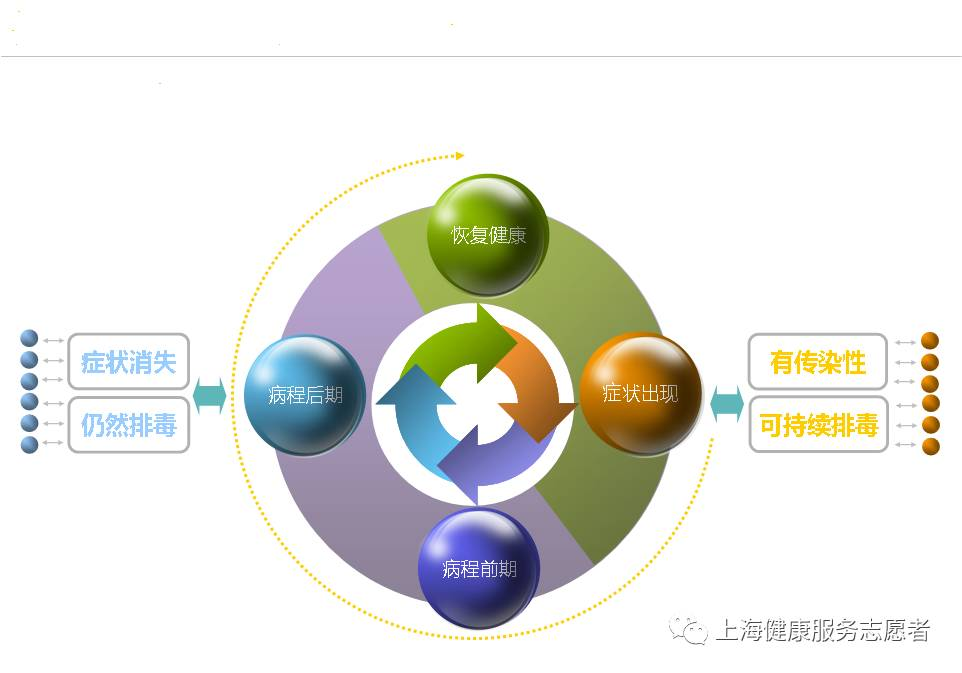 恢复健康
症状消失
仍然排毒
病程后期
症状出现
有传染性
可持续排毒
病程前期
上海健康服务志愿者